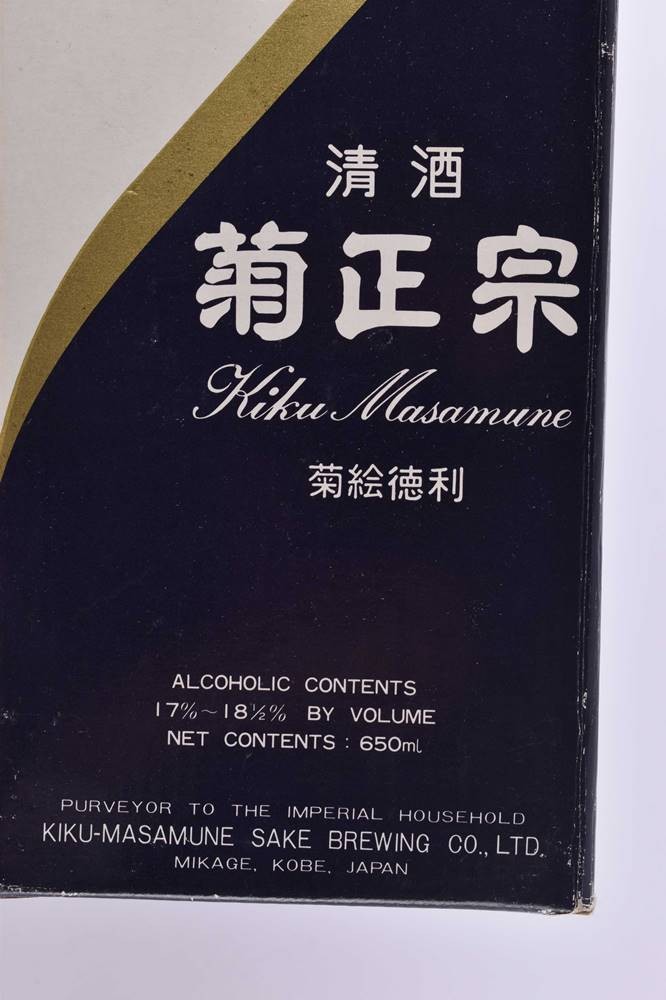 清酒
菊正宗
Kiku Masamune
菊絵徳利
ALCOHOLIC CONTENTS
17%~18½% BY VOLUME
NET CONTENTS : 650ml
PURVEYOR TO THE IMPERIAL HOUSEHOLD
KIKU-MASAMUNE SAKE BREWING CO., LTD.
MIKAGE, KOBE, JAPAN